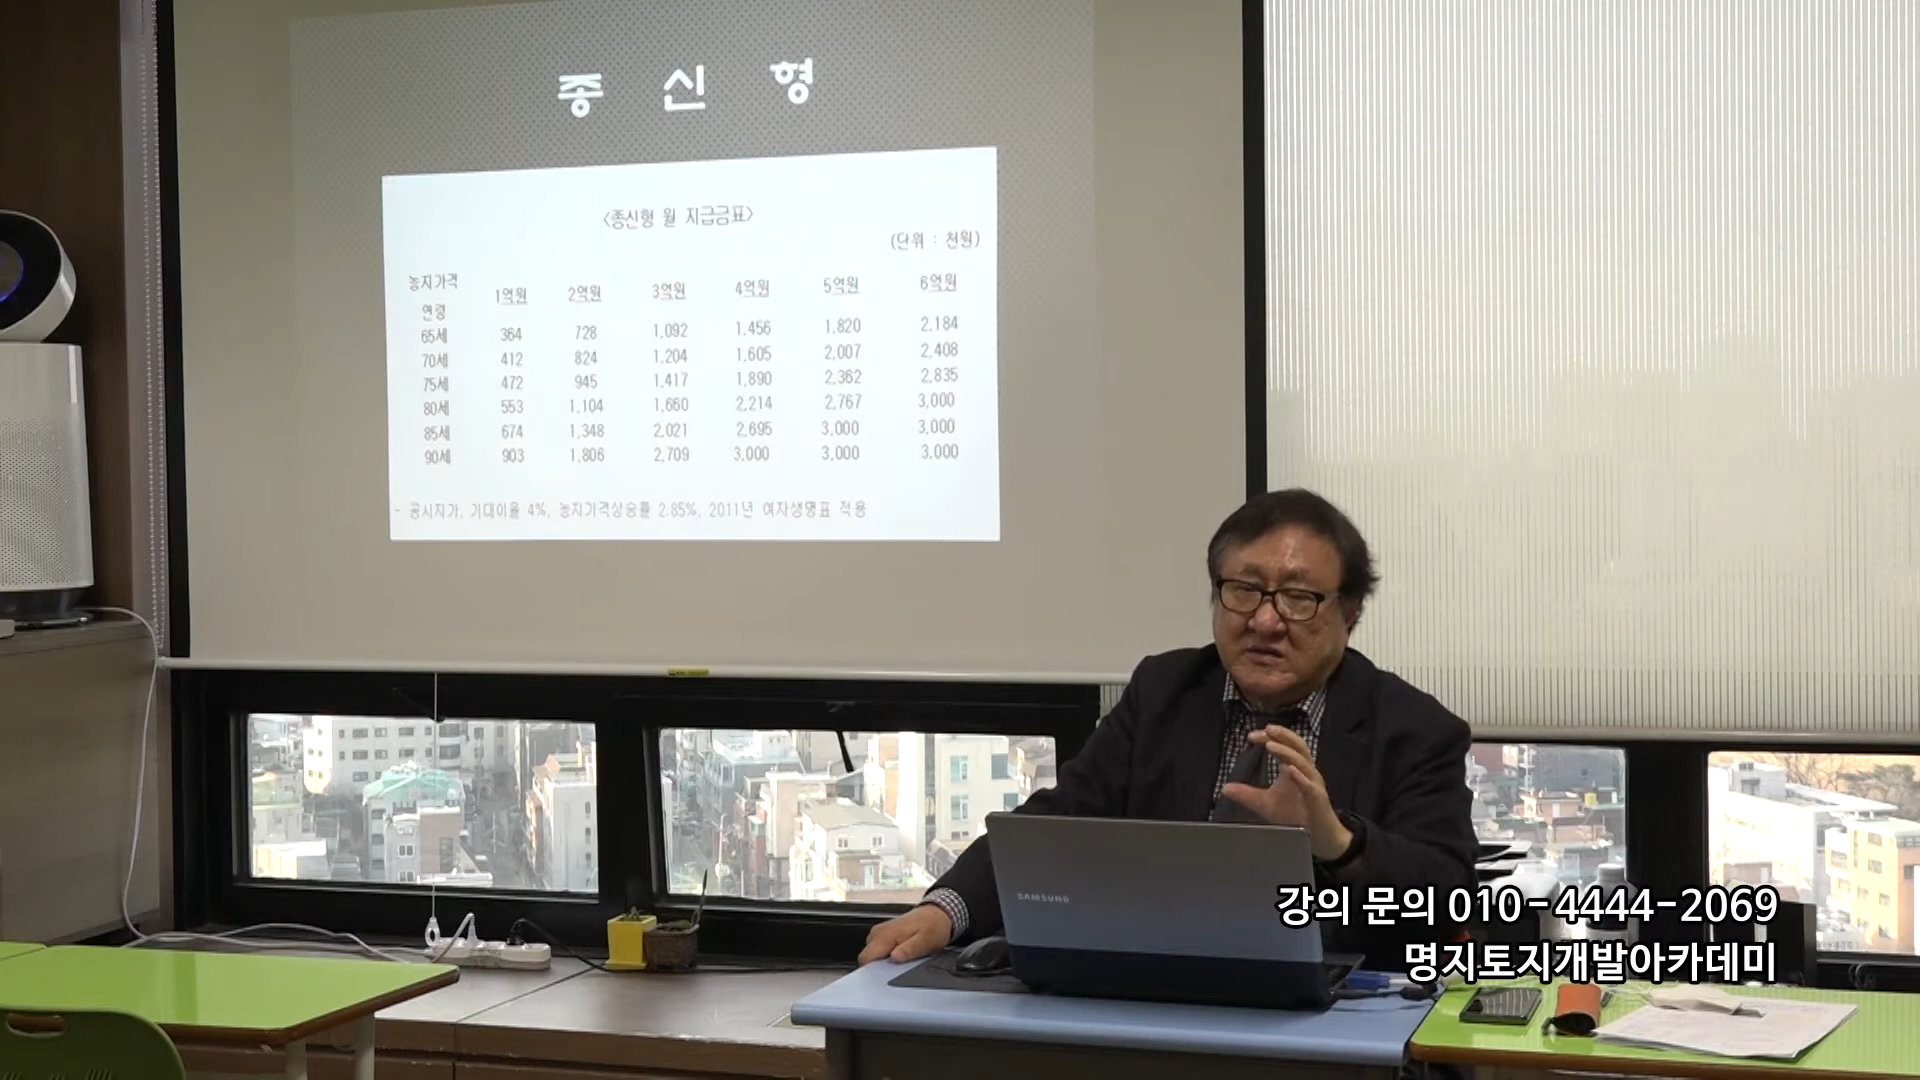 종 신 형
<종신형 월 지급금표>
(단위 : 천원)
농지가격 1억원 2억원 3억원 4억원 5억원 6억원
연령
65세 364 728 1,092 1,456 1,820 2,184
70세 412 824 1,204 1,605 2,007 2,408
75세 472 945 1,417 1,890 2,362 2,835
80세 553 1,104 1,660 2,214 2,767 3,000
85세 674 1,348 2,021 2,695 3,000 3,000
90세 903 1,806 2,709 3,000 3,000 3,000
- 공시지가, 기대이율 4%, 농지가격상승률 2.85%, 2011년 여자생명표 적용
SAMSUNG
강의 문의 010-4444-2069
명지토지개발아카데미